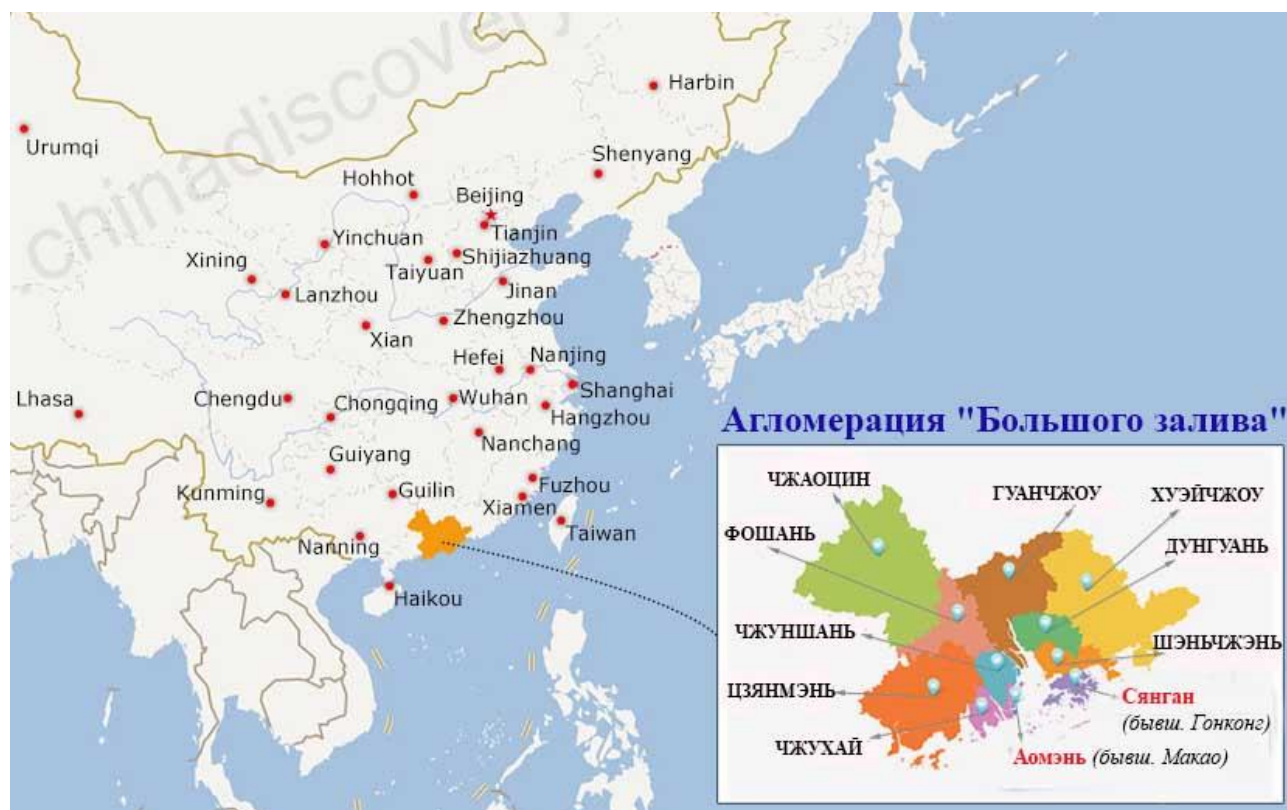 chinadiscovery
Harbin
Urumqi
Shenyang
Hohhot
Beijing
Tianjin
Yinchuan
Shijiazhuang
Taiyuan
Xining
Jinan
Lanzhou
Zhengzhou
Xian
Hefei
Nanjing
Shanghai
Lhasa
Chengdu
Chongqing
Wuhan
Hangzhou
Nanchang
Guiyang
Fuzhou
Kunming
Guilin
Xiamen
Taiwan
Nanning
Haikou
Агломерация "Большого залива"
ЧЖАОЦИН
ГУАНЧЖОУ
ХУЭЙЧЖОУ
ФОШАНЬ
ДУНГУАНЬ
ЧЖУНШАНЬ
ШЭНЬЧЖЭНЬ
ЦЗЯНМЭНЬ
Сянган
(бывш. Гонконг)
ЧЖУХАЙ
Аомэнь (бывш. Макао)